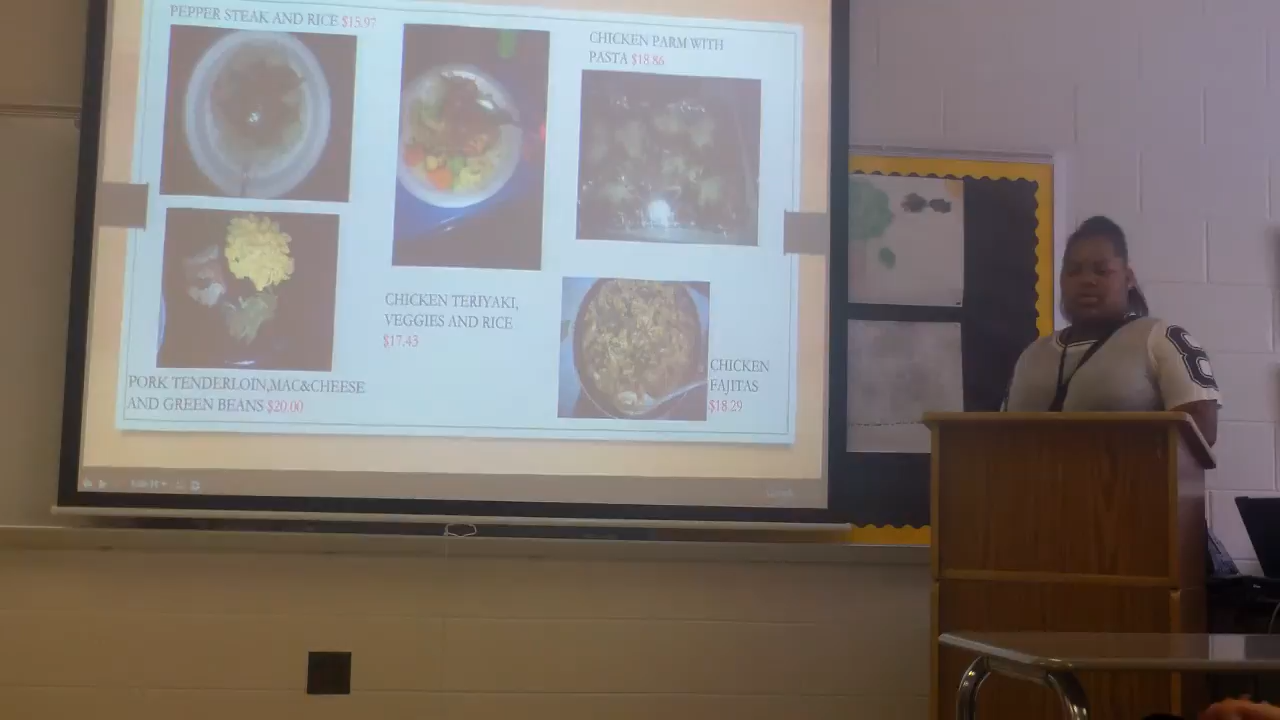 PEPPER STEAK AND RICE $15.97
CHICKEN PARM WITH
PASTA $18.86
CHICKEN TERIYAKI,
VEGGIES AND RICE
$17.43
PORK TENDERLOIN,MAC&CHEESE
AND GREEN BEANS $20.00
CHICKEN
FAJITAS
$18.29
8